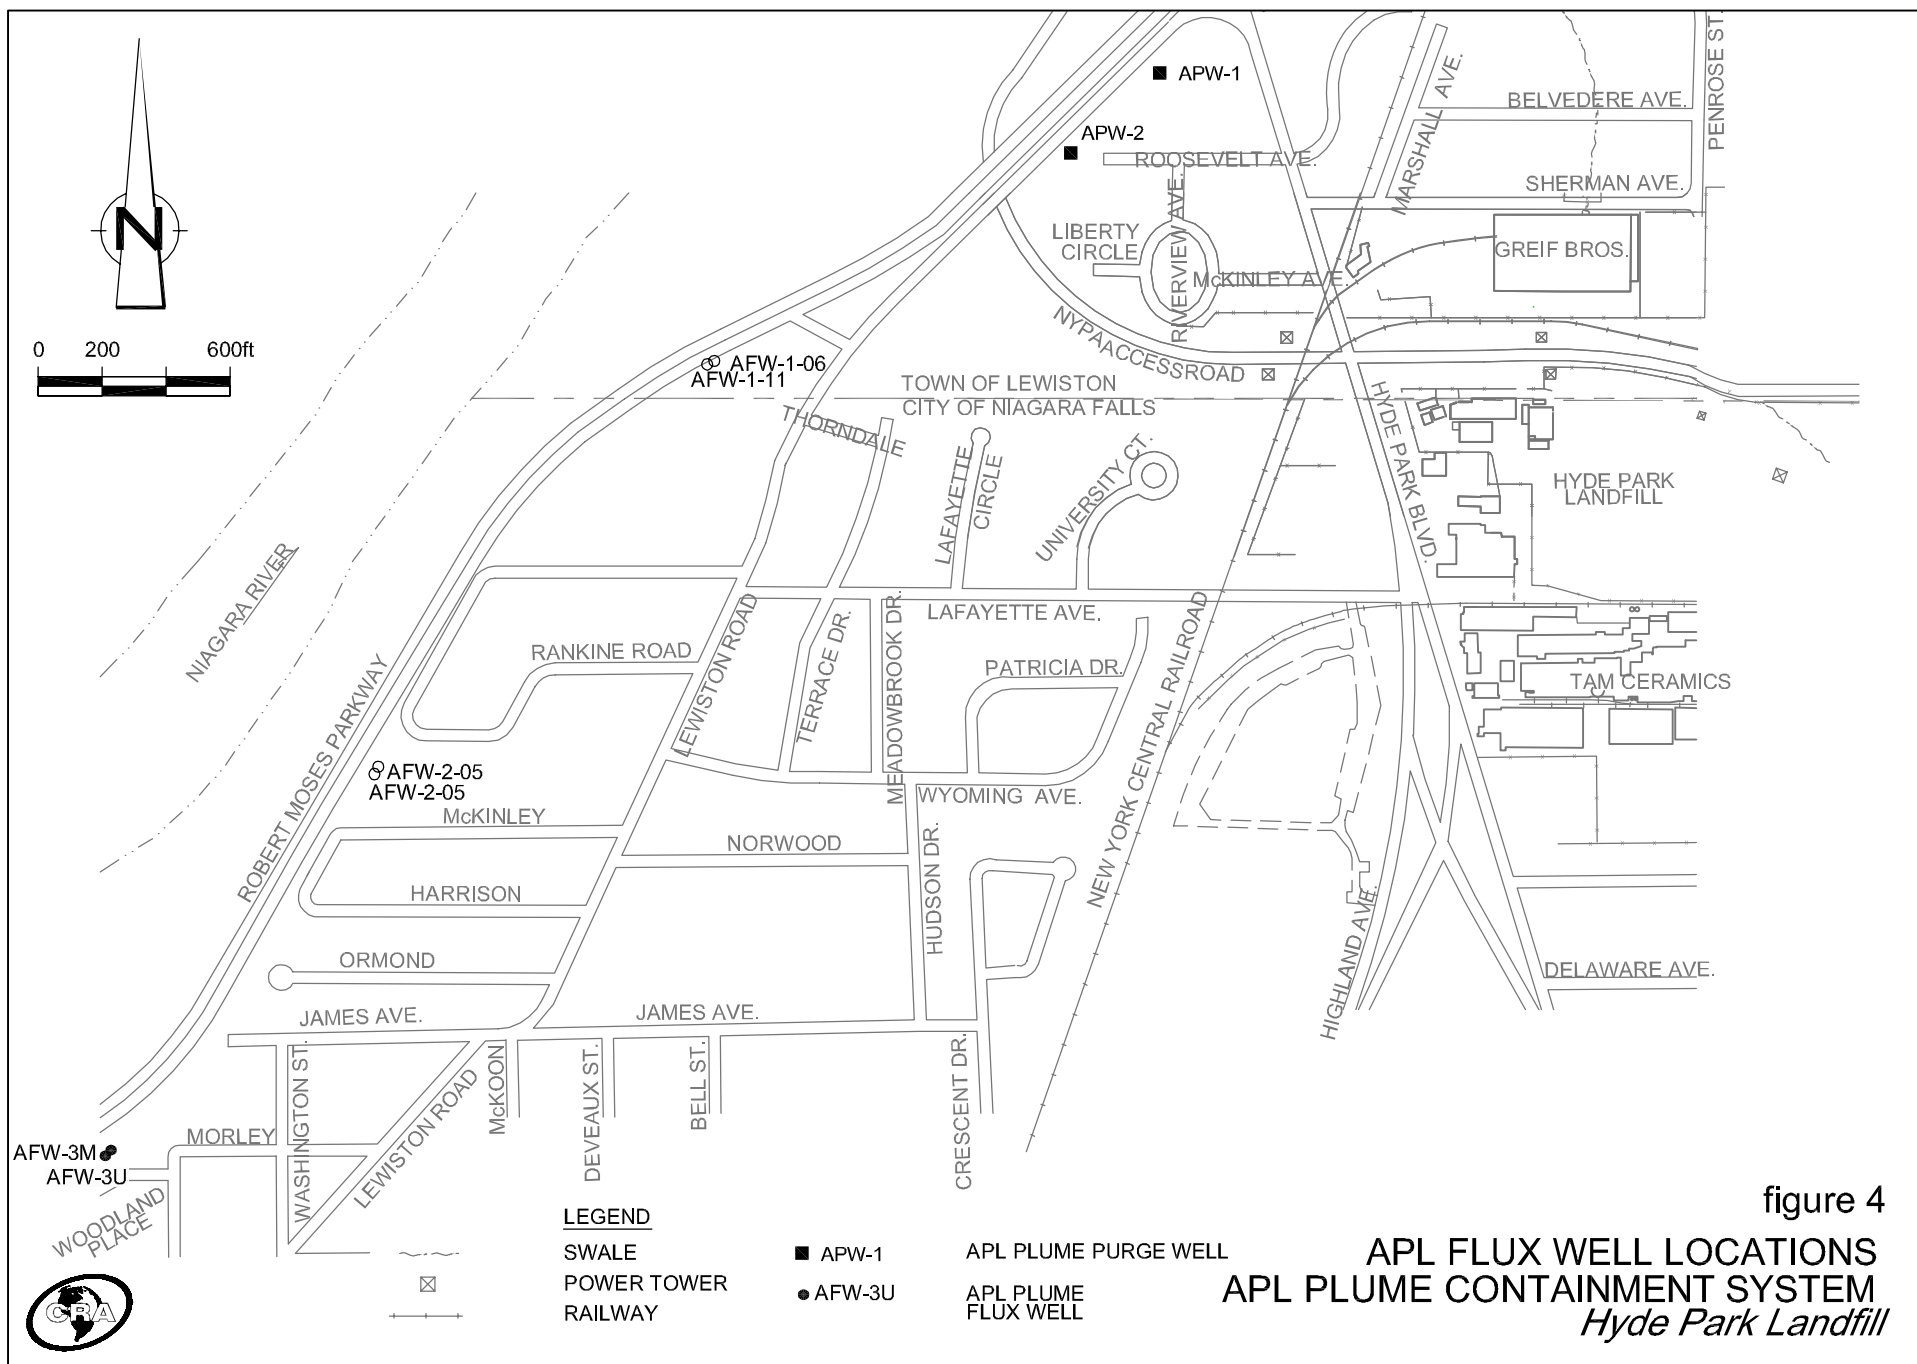 PENROSE ST.
APW-1
BELVEDERE AVE.
MARSHALL AVE.
APW-2
ROOSEVELT AVE.
SHERMAN AVE.
N
LIBERTY
CIRCLE
RIVERVIEW AVE.
GREIF BROS.
McKINLEY AVE.
NYPA ACCESS ROAD
0 200 600ft
AFW-1-06
AFW-1-11
TOWN OF LEWISTON
CITY OF NIAGARA FALLS
THORNDALE
HYDE PARK BLVD.
LAFAYETTE
CIRCLE
UNIVERSITY CT.
HYDE PARK
LANDFILL
NIAGARA RIVER
LAFAYETTE AVE.
RANKINE ROAD
LEWISTON ROAD
TERRACE DR.
MEADOWBROOK DR.
PATRICIA DR.
NEW YORK CENTRAL RAILROAD
TAM CERAMICS
ROBERT MOSES PARKWAY
AFW-2-05
AFW-2-05
McKINLEY
WYOMING AVE.
NORWOOD
HUDSON DR.
HARRISON
HIGHLAND AVE.
ORMOND
DELAWARE AVE.
JAMES AVE.
JAMES AVE.
WASHINGTON ST.
LEWISTON ROAD
McKOON
DEVEAUX ST.
BELL ST.
CRESCENT DR.
MORLEY
AFW-3M
AFW-3U
WOODLAND
PLACE
LEGEND
SWALE
POWER TOWER
RAILWAY
APW-1
APL PLUME PURGE WELL
AFW-3U
APL PLUME
FLUX WELL
figure 4
APL FLUX WELL LOCATIONS
APL PLUME CONTAINMENT SYSTEM
Hyde Park Landfill
CRA